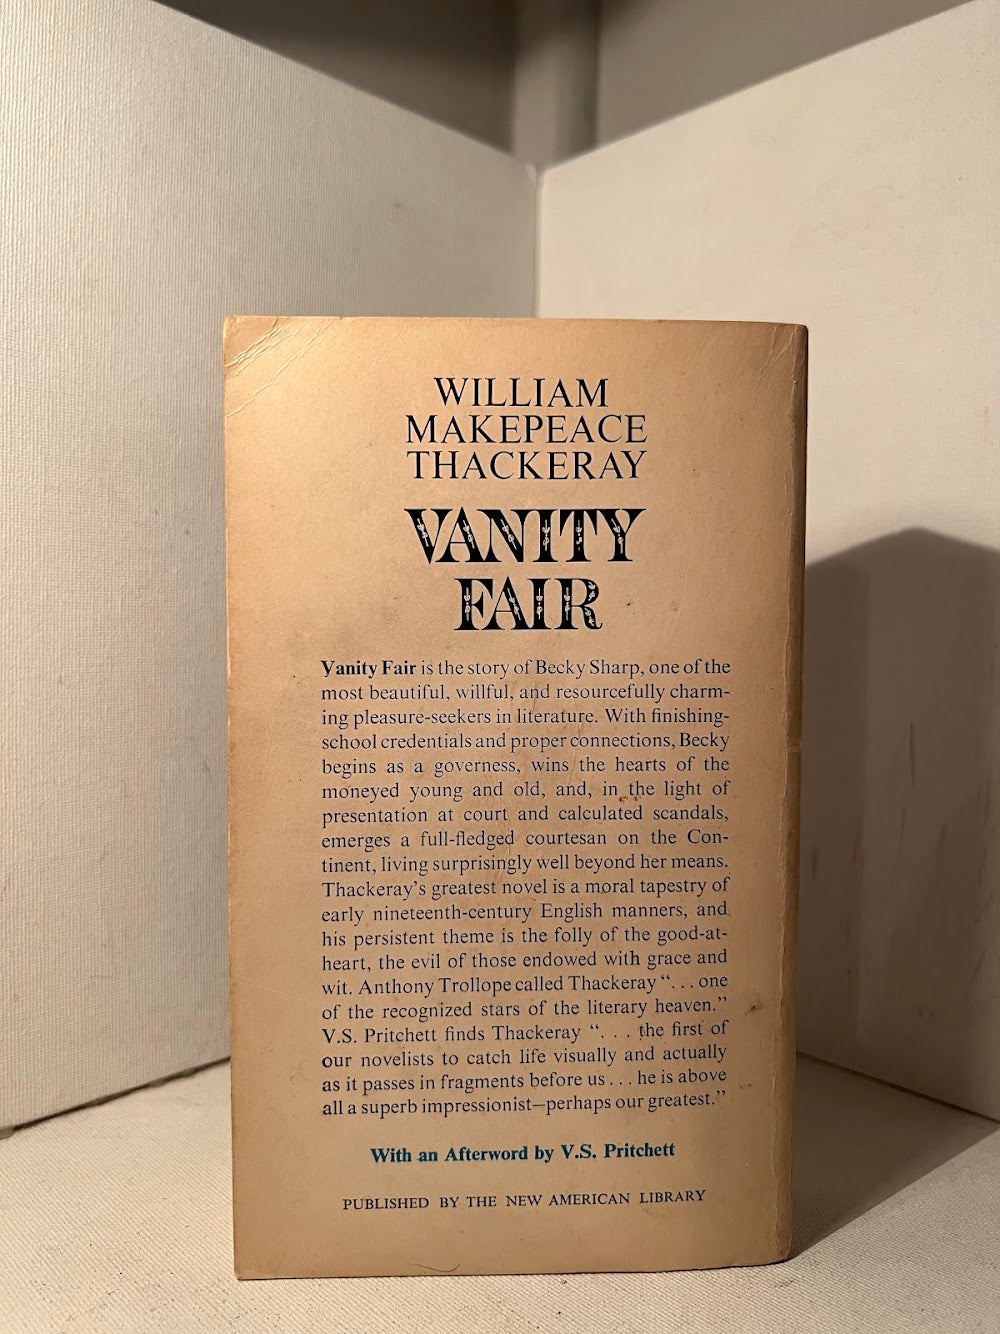 WILLIAM
MAKEPEACE
THACKERAY
VANITY
FAIR
Vanity Fair is the story of Becky Sharp, one of the
most beautiful, willful, and resourcefully charm-
ing pleasure-seekers in literature. With finishing-
school credentials and proper connections, Becky
begins as a governess, wins the hearts of the
moneyed young and old, and, in the light of
presentation at court and calculated scandals,
emerges a full-fledged courtesan on the Con-
tinent, living surprisingly well beyond her means.
Thackeray's greatest novel is a moral tapestry of
early nineteenth-century English manners, and
his persistent theme is the folly of the good-at-
heart, the evil of those endowed with grace and
wit. Anthony Trollope called Thackeray "... one
of the recognized stars of the literary heaven."
V.S. Pritchett finds Thackeray ". . . the first of
our novelists to catch life visually and actually
as it passes in fragments before us ... he is above
all a superb impressionist—perhaps our greatest."
With an Afterword by V.S. Pritchett
PUBLISHED BY THE NEW AMERICAN LIBRARY